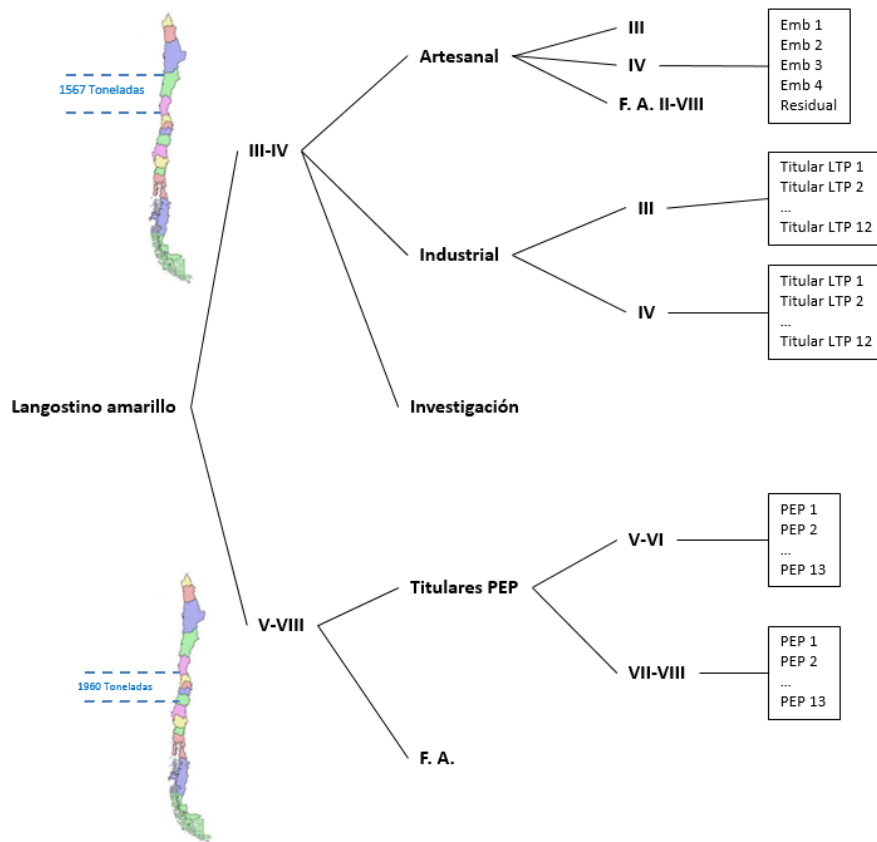 1567 Toneladas
Langostino amarillo
III-IV
Artesanal
III
IV
Emb 1
Emb 2
Emb 3
Emb 4
Residual
F. A. II-VIII
Industrial
III
Titular LTP 1
Titular LTP 2
...
Titular LTP 12
IV
Titular LTP 1
Titular LTP 2
...
Titular LTP 12
Investigación
1960 Toneladas
V-VIII
Titulares PEP
V-VI
PEP 1
PEP 2
...
PEP 13
VII-VIII
PEP 1
PEP 2
...
PEP 13
F. A.